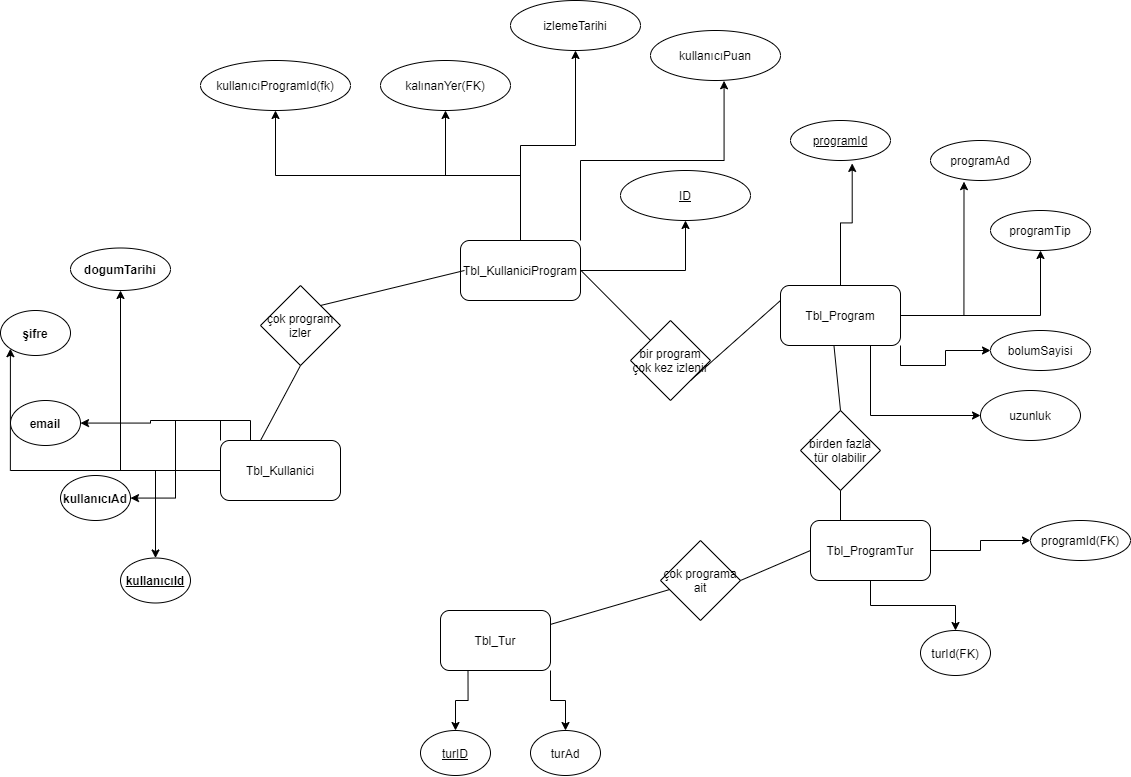 izlemeTarihi
kullanıcıPuan
kullanıcıProgramId(fk)
kalınanYer(FK)
programId
programAd
ID
programTip
dogumTarihi
Tbl_KullaniciProgram
çok program
izler
Tbl_Program
şifre
bir program
çok kez izlenir
bolumSayisi
uzunluk
email
birden fazla
tür olabilir
Tbl_Kullanici
kullanıcıAd
programId(FK)
Tbl_ProgramTur
çok programa
ait
kullanıcıId
Tbl_Tur
turId(FK)
turID
turAd